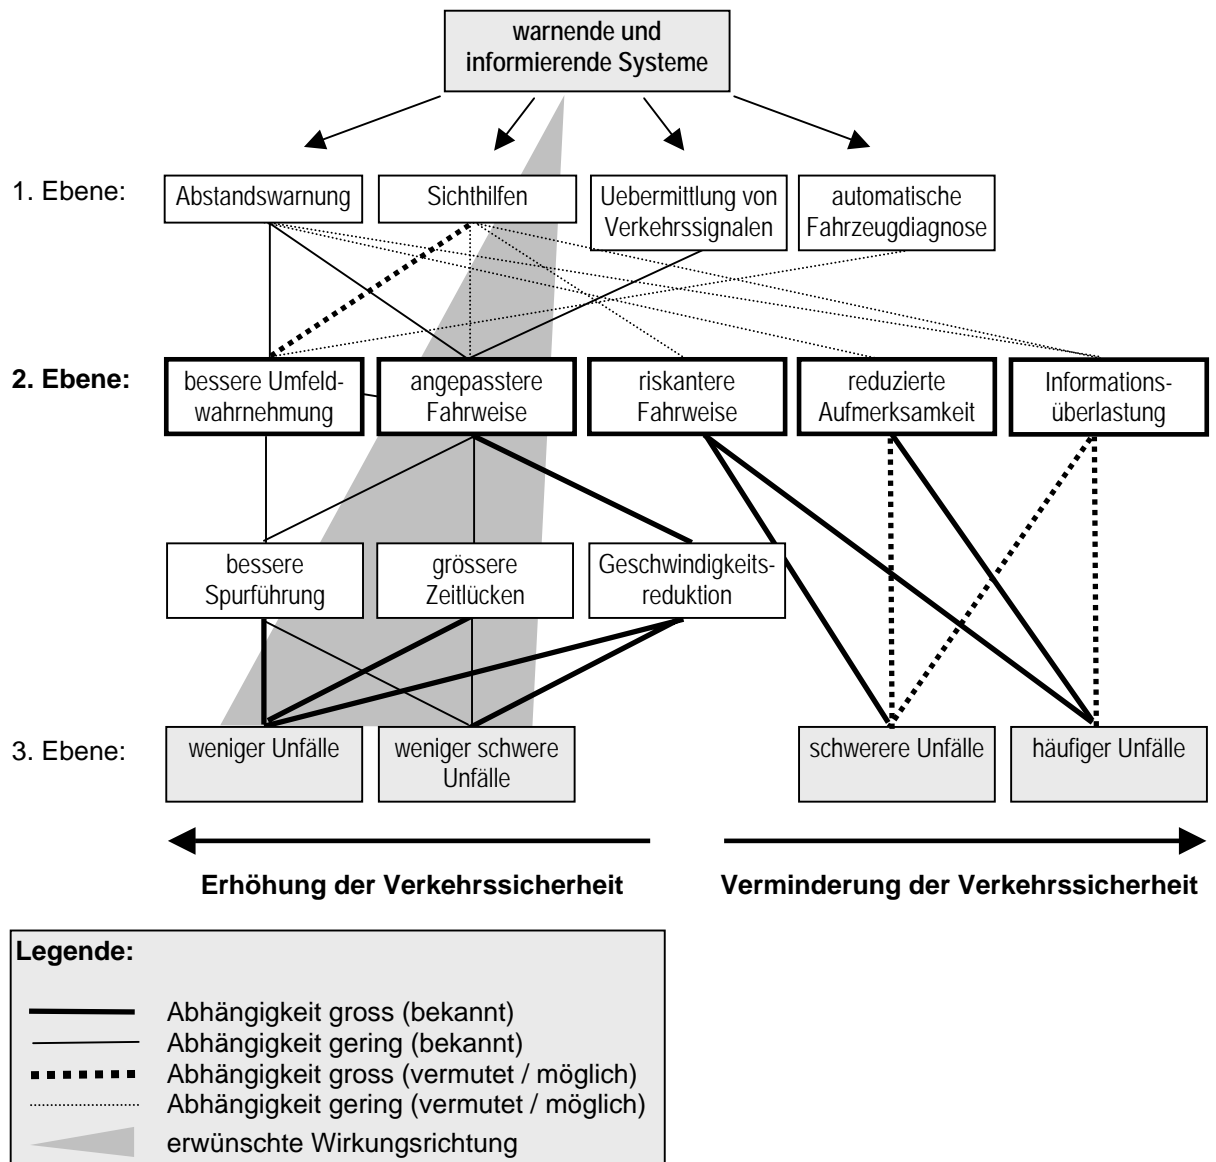 warnende und
informierende Systeme
1. Ebene:
Abstandswarnung
Sichthilfen
Uebermittlung von
Verkehrssignalen
automatische
Fahrzeugdiagnose
2. Ebene:
bessere Umfeld-
wahrnehmung
angepasstere
Fahrweise
riskantere
Fahrweise
reduzierte
Aufmerksamkeit
Informations-
überlastung
bessere
Spurführung
grössere
Zeitlücken
Geschwindigkeits-
reduktion
3. Ebene:
weniger Unfälle
weniger schwere
Unfälle
schwerere Unfälle
häufiger Unfälle
Erhöhung der Verkehrssicherheit
Verminderung der Verkehrssicherheit
Legende:
Abhängigkeit gross (bekannt)
Abhängigkeit gering (bekannt)
Abhängigkeit gross (vermutet / möglich)
Abhängigkeit gering (vermutet / möglich)
erwünschte Wirkungsrichtung